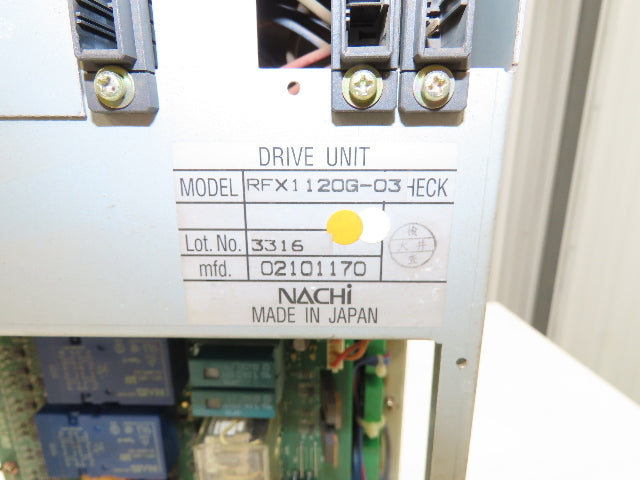 DRIVE UNIT
MODEL RFX1120G-03 HECK
Lot. No. 3316
mfd. 02101170
NACHi
MADE IN JAPAN